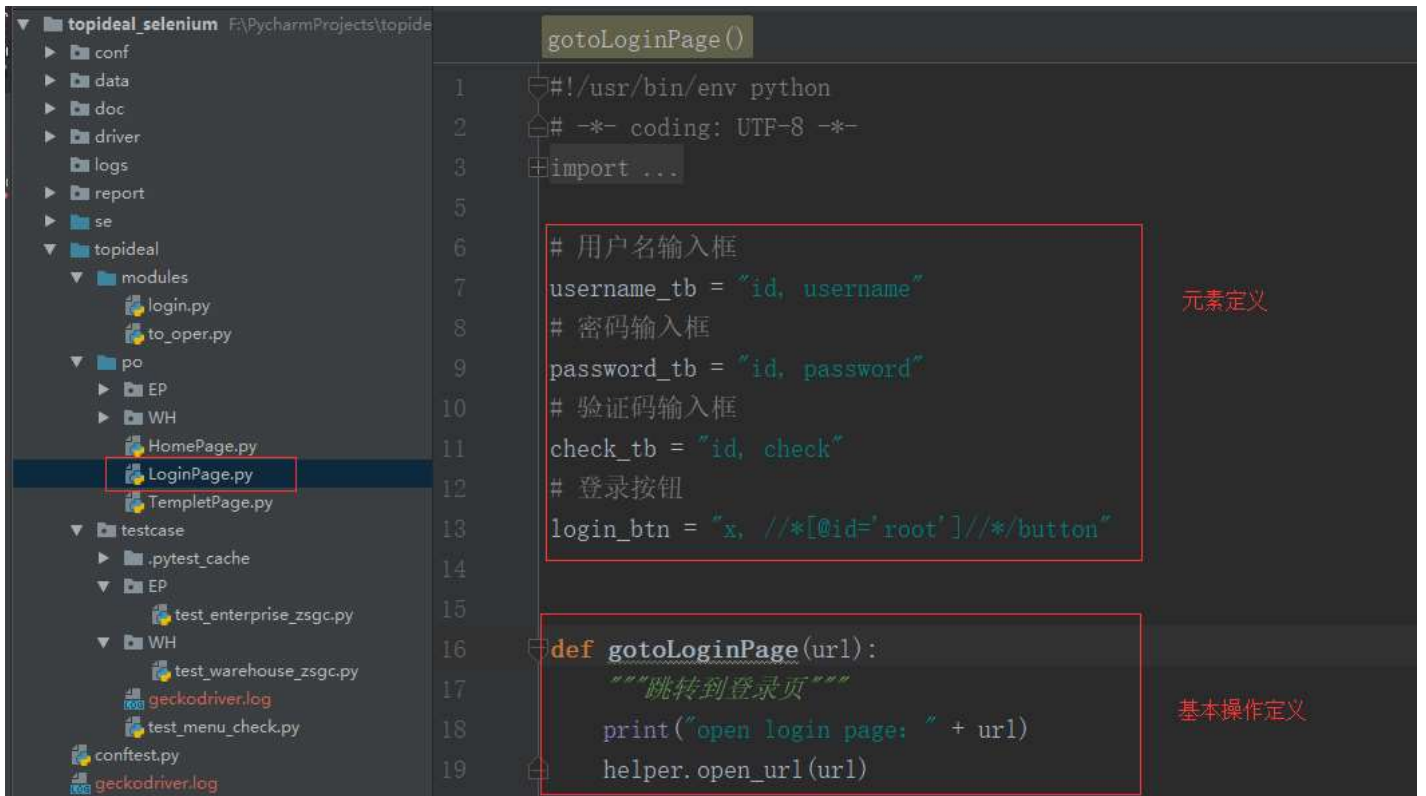 topideal_selenium F:\PycharmProjects\topide
conf
data
doc
driver
logs
report
se
topideal
modules
login.py
to_oper.py
po
EP
WH
HomePage.py
LoginPage.py
TempletPage.py
testcase
.pytest_cache
EP
test_enterprise_zsgc.py
WH
test_warehouse_zsgc.py
geckodriver.log
test_menu_check.py
conftest.py
geckodriver.log
gotoLoginPage()
1 #!/usr/bin/env python
2 # -*- coding: UTF-8 -*-
3 import ...
5
6 # 用户名输入框
7 username_tb = "id, username"
8 # 密码输入框
9 password_tb = "id, password"
10 # 验证码输入框
11 check_tb = "id, check"
12 # 登录按钮
13 login_btn = "x, //*[@id='root']//*/button"
14
15
16 def gotoLoginPage(url):
17 """跳转到登录页"""
18 print("open login page： " + url)
19 helper.open_url(url)
元素定义
基本操作定义